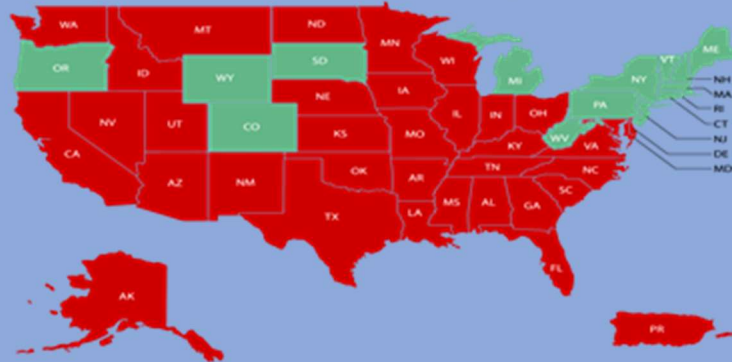 WA
MT
ND
MN
OR
ID
WY
SD
WI
MI
NY
VT
ME
NH
MA
RI
CT
NJ
DE
MD
NV
UT
CO
NE
IA
IL
IN
OH
PA
CA
KS
MO
KY
WV
VA
AZ
NM
OK
AR
TN
NC
SC
TX
LA
MS
AL
GA
FL
AK
PR